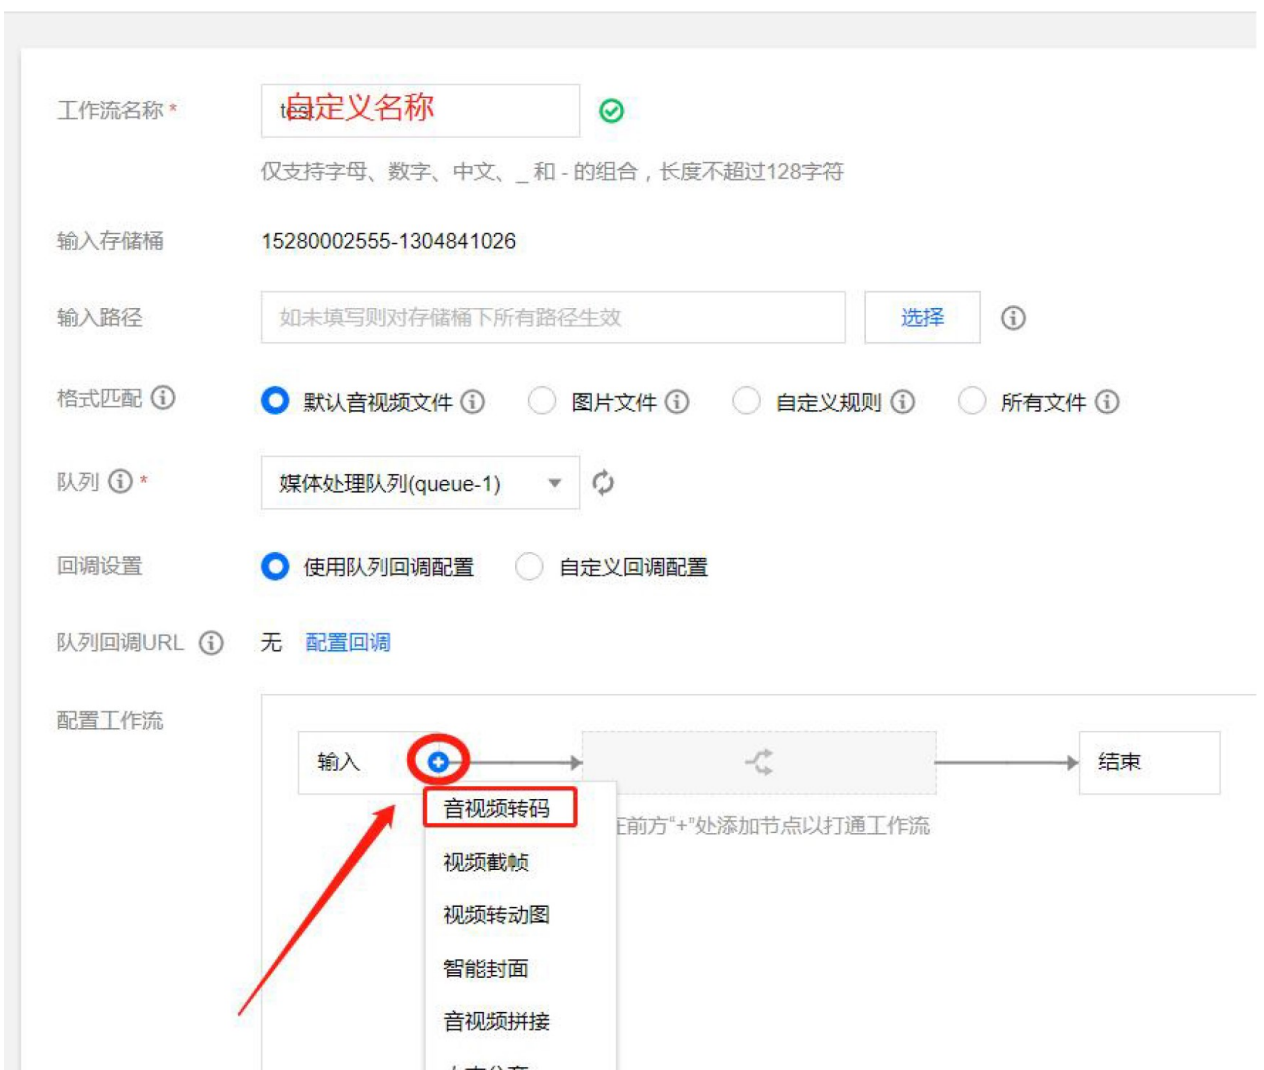 工作流名称 *
test
自定义名称
仅支持字母、数字、中文、_ 和 - 的组合，长度不超过128字符
输入存储桶 15280002555-1304841026
输入路径 如未填写则对存储桶下所有路径生效 选择
格式匹配 默认音视频文件 图片文件 自定义规则 所有文件
队列 * 媒体处理队列(queue-1)
回调设置 使用队列回调配置 自定义回调配置
队列回调URL 无 配置回调
配置工作流
输入 结束
音视频转码
前方“+”处添加节点以打通工作流
视频截帧
视频转动图
智能封面
音视频拼接